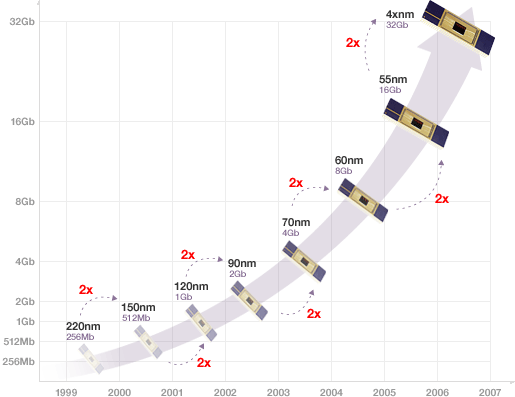 32Gb
4xnm
32Gb
2x
55nm
16Gb
16Gb
60nm
8Gb
2x
2x
8Gb
70nm
4Gb
2x
90nm
2Gb
4Gb
120nm
1Gb
2x
150nm
512Mb
2Gb
2x
1Gb
220nm
256Mb
512Mb
2x
256Mb
1999 2000 2001 2002 2003 2004 2005 2006 2007